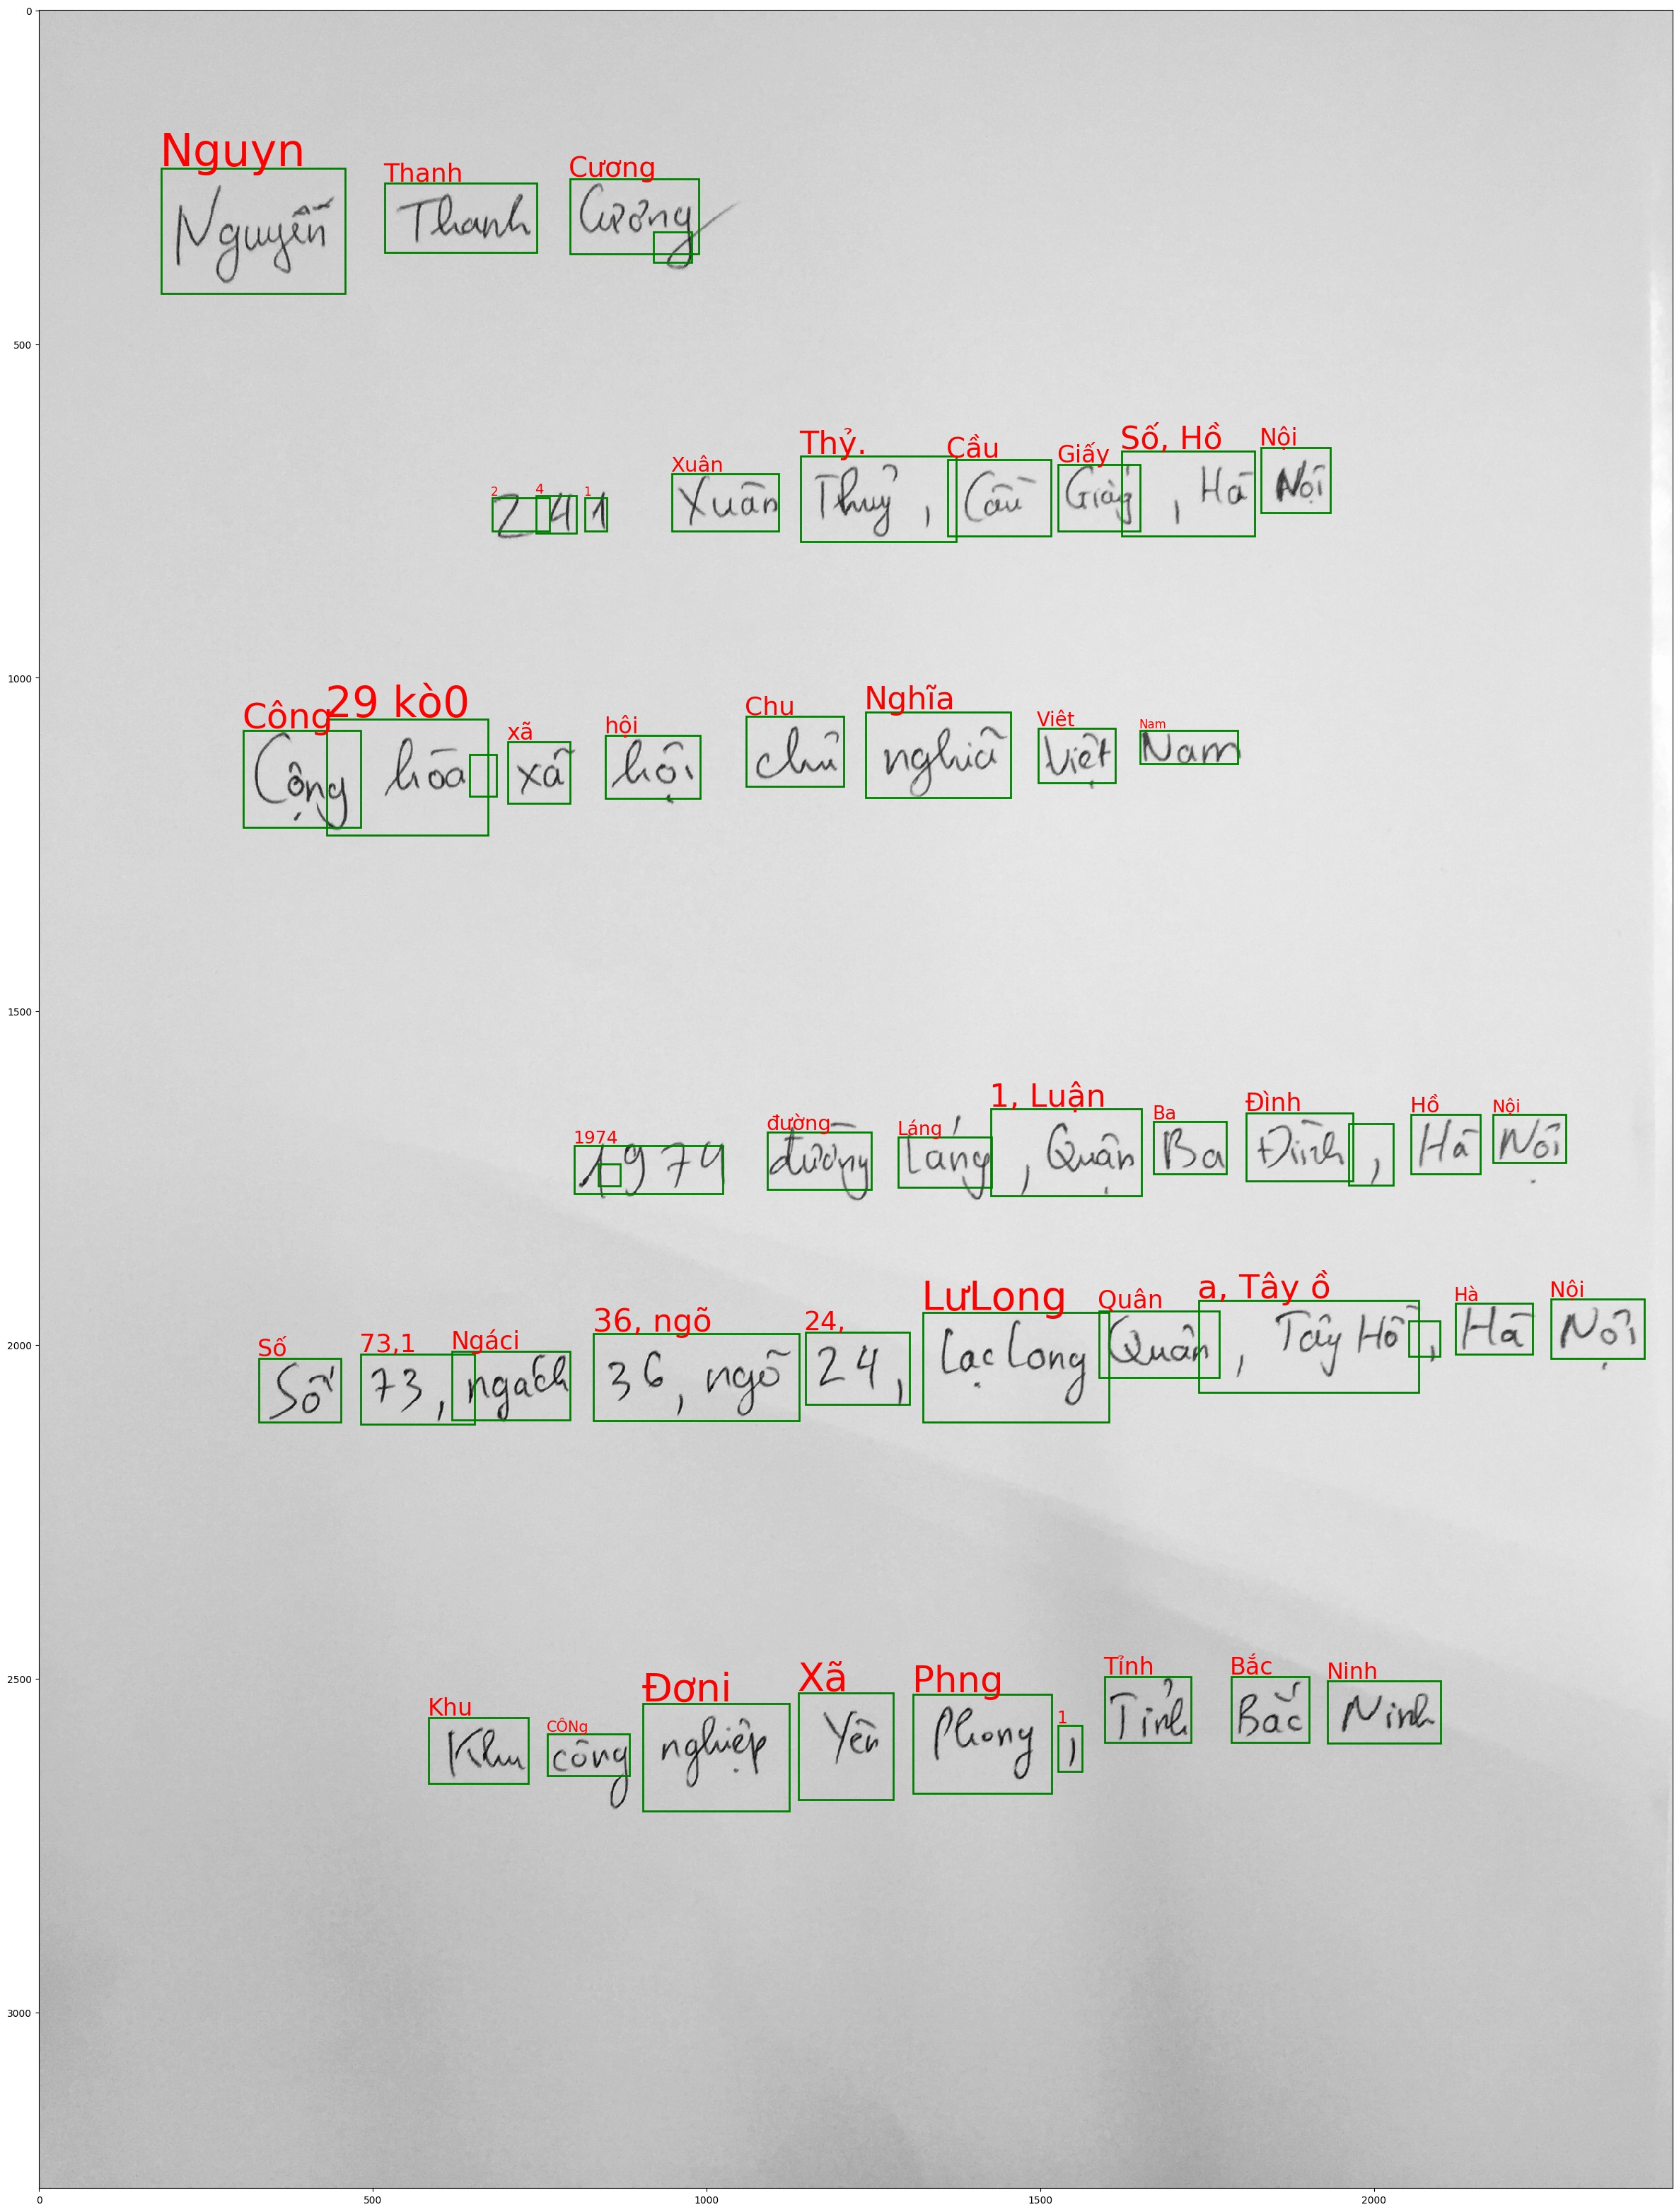 Nguyn Thanh Cương
Nguyễn Thanh Cương
2 4 1 Xuân Thỷ. Cầu Giấy Số, Hồ Nội
241 Xuân Thuỷ, Cầu Giấy, Hà Nội
Công 29 kò0 xã hội Chu Nghĩa Việt Nam
Cộng hòa xã hội chủ nghĩa Việt Nam
1974 đường Láng 1, Luận Ba Đình Hồ Nội
1974 đường Láng, Quận Ba Đình, Hà Nội
Số 73,1 Ngáci 36, ngõ 24, LưLong Quân a, Tây ồ Hà Nội
Số 73, ngách 36, ngõ 24, Lạc Long Quân, Tây Hồ, Hà Nội
Khu CÔNg Đơni Xã Phng 1 Tỉnh Bắc Ninh
Khu công nghiệp Yên Phong, Tỉnh Bắc Ninh
0 500 1000 1500 2000
0
500
1000
1500
2000
2500
3000